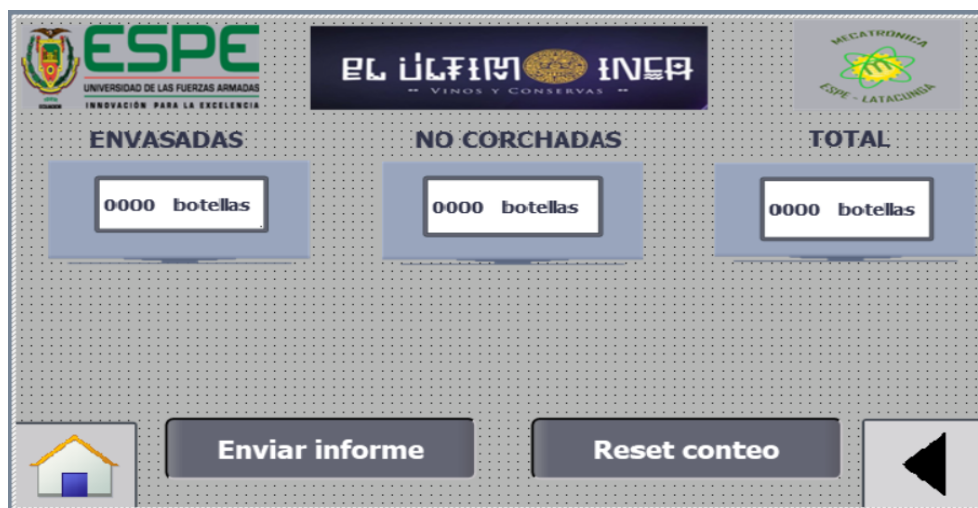 ESPE
UNIVERSIDAD DE LAS FUERZAS ARMADAS
INNOVACIÓN PARA LA EXCELENCIA
EL ÚLTIMO INCA
-- VINOS Y CONSERVAS --
MECATRONICA
ESPE - LATACUNGA
ENVASADAS
NO CORCHADAS
TOTAL
0000 botellas
0000 botellas
0000 botellas
Enviar informe
Reset conteo